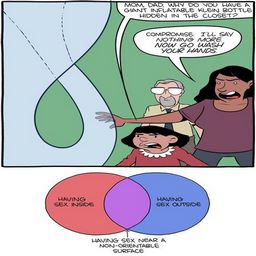 MOM, DAD, WHY DO YOU HAVE A
GIANT INFLATABLE KLEIN BOTTLE
HIDDEN IN THE CLOSET?
COMPROMISE. I'LL SAY
NOTHING MORE
NOW GO WASH
YOUR HANDS.
HAVING
SEX INSIDE
HAVING
SEX OUTSIDE
HAVING SEX NEAR A
NON-ORIENTABLE
SURFACE